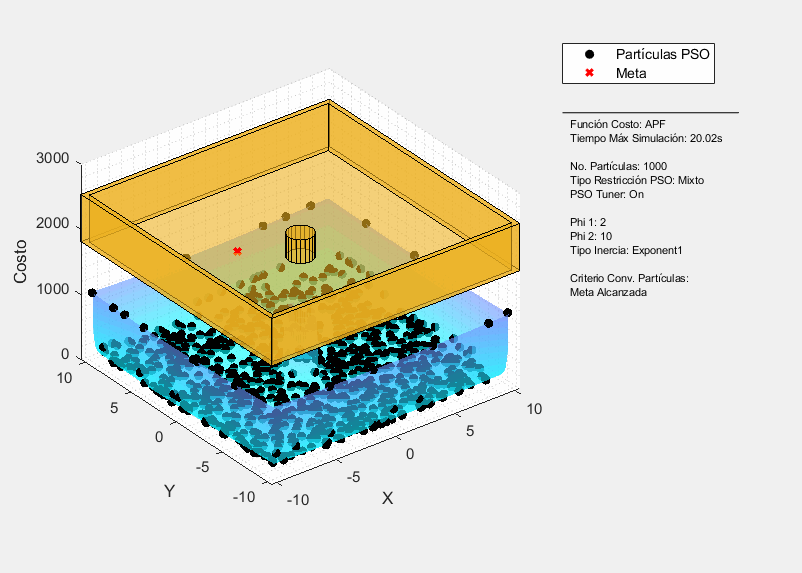 Partículas PSO
Meta
Función Costo: APF
Tiempo Máx Simulación: 20.02s
No. Partículas: 1000
Tipo Restricción PSO: Mixto
PSO Tuner: On
Phi 1: 2
Phi 2: 10
Tipo Inercia: Exponent1
Criterio Conv. Partículas:
Meta Alcanzada
3000
2000
1000
0
Costo
10
5
0
-5
-10
Y
-10
-5
0
5
10
X